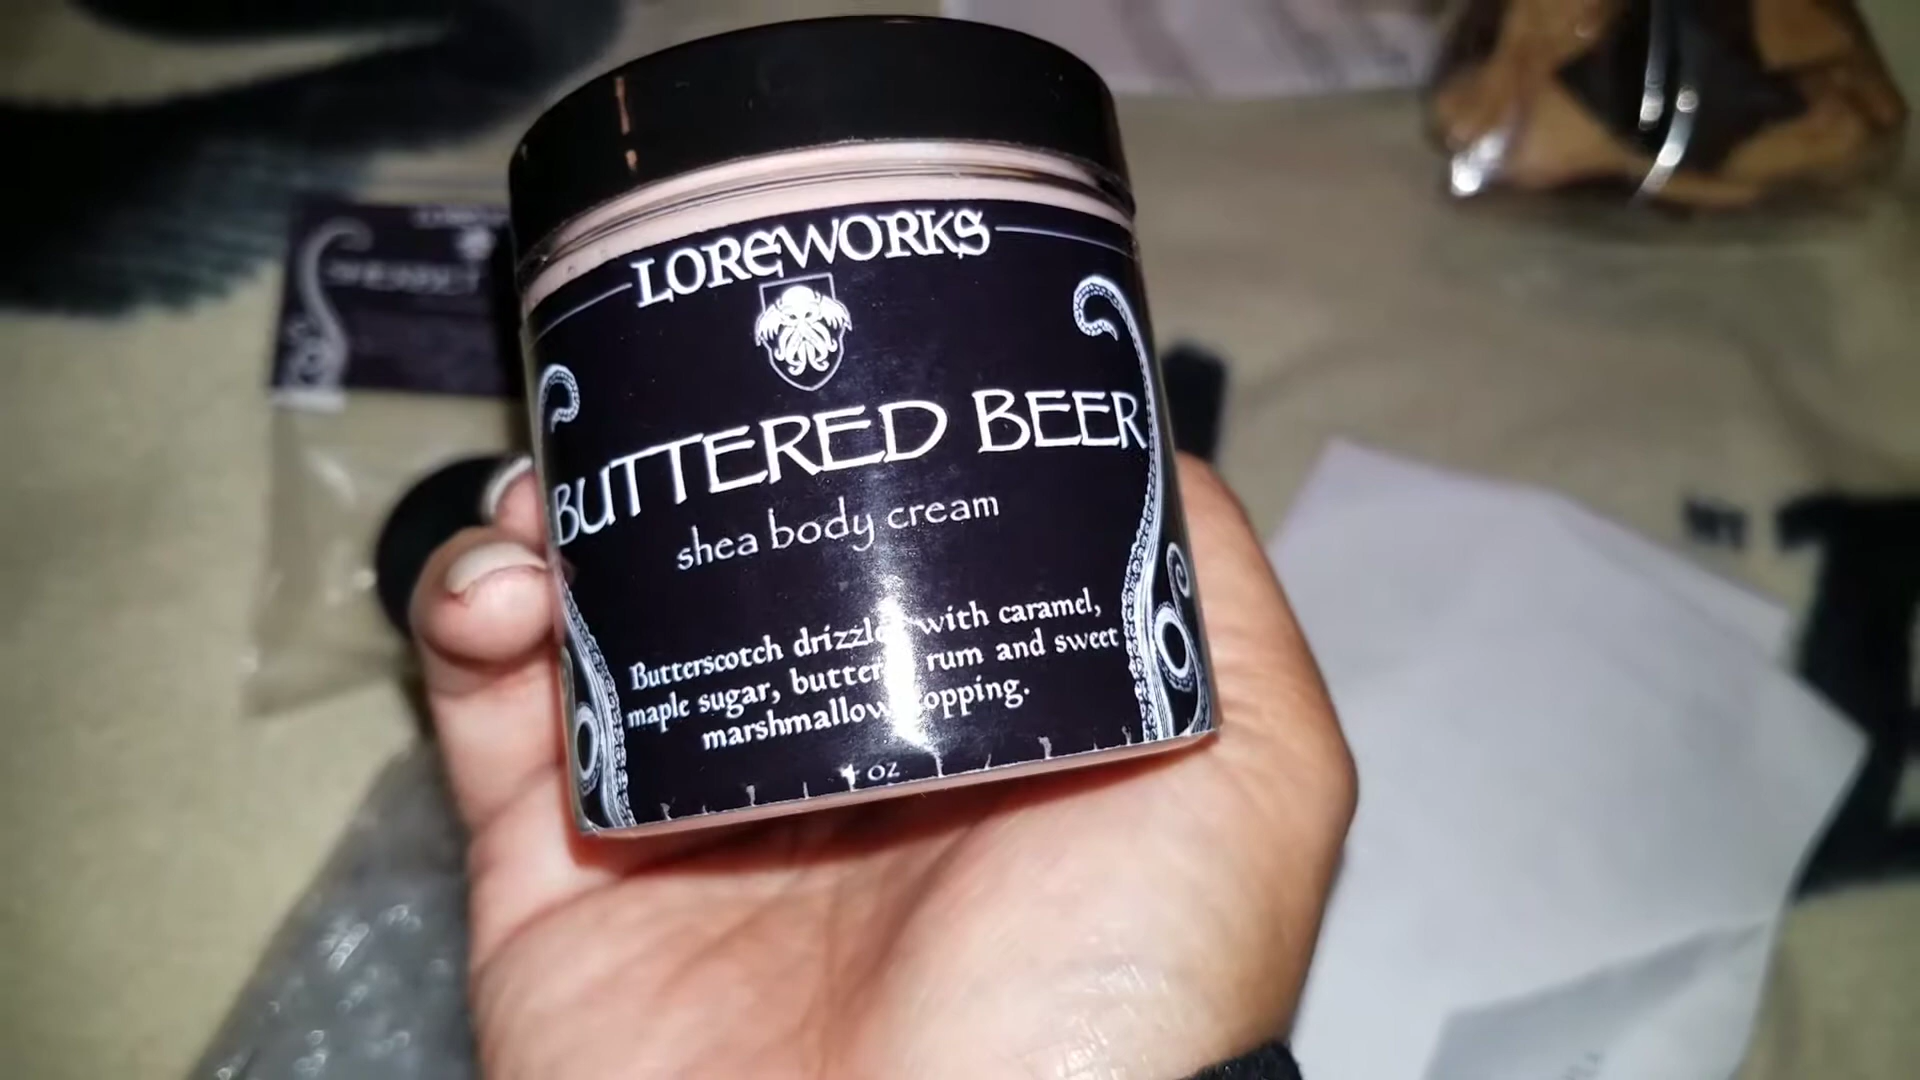 LOREWORKS
BUTTERED BEER
shea body cream
Butterscotch with caramel,
maple sugar, rum and sweet
marshmallow
oz